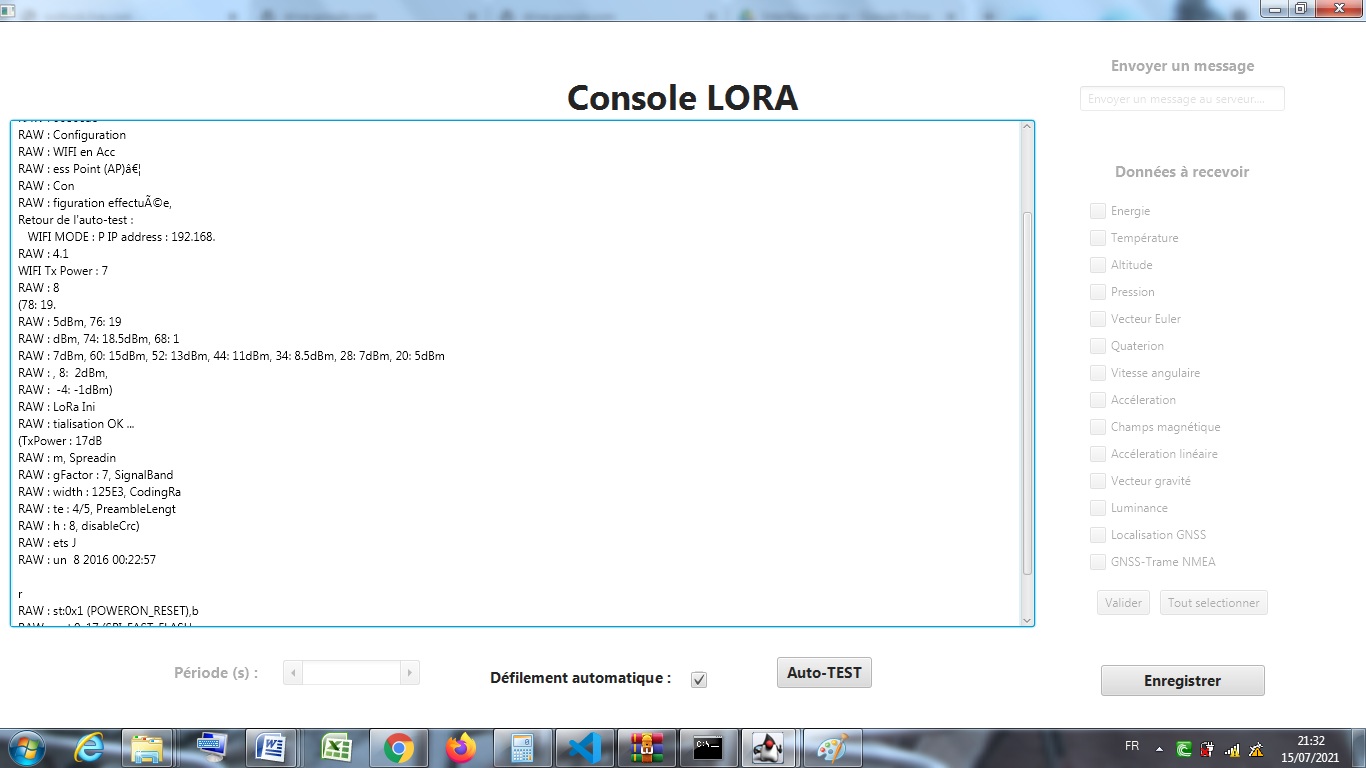 Console LORA
RAW : Configuration
RAW : WIFI en Acc
RAW : ess Point (AP)â€¦
RAW : Con
RAW : figuration effectuÃ©e,
Retour de l'auto-test :
WIFI MODE : P IP address : 192.168.
RAW : 4.1
WIFI Tx Power : 7
RAW : 8
(78: 19.
RAW : 5dBm, 76: 19
RAW : dBm, 74: 18.5dBm, 68: 1
RAW : 7dBm, 60: 15dBm, 52: 13dBm, 44: 11dBm, 34: 8.5dBm, 28: 7dBm, 20: 5dBm
RAW : , 8:  2dBm,
RAW :  -4: -1dBm)
RAW : LoRa Ini
RAW : tialisation OK ...
(TxPower : 17dB
RAW : m, Spreadin
RAW : gFactor : 7, SignalBand
RAW : width : 125E3, CodingRa
RAW : te : 4/5, PreambleLengt
RAW : h : 8, disableCrc)
RAW : ets J
RAW : un  8 2016 00:22:57
r
RAW : st:0x1 (POWERON_RESET),b
Envoyer un message
Envoyer un message au serveur....
Données à recevoir
Energie
Température
Altitude
Pression
Vecteur Euler
Quaterion
Vitesse angulaire
Accéleration
Champs magnétique
Accéleration linéaire
Vecteur gravité
Luminance
Localisation GNSS
GNSS-Trame NMEA
Valider
Tout selectionner
Période (s) :
Défilement automatique :
Auto-TEST
Enregistrer
FR
21:32
15/07/2021